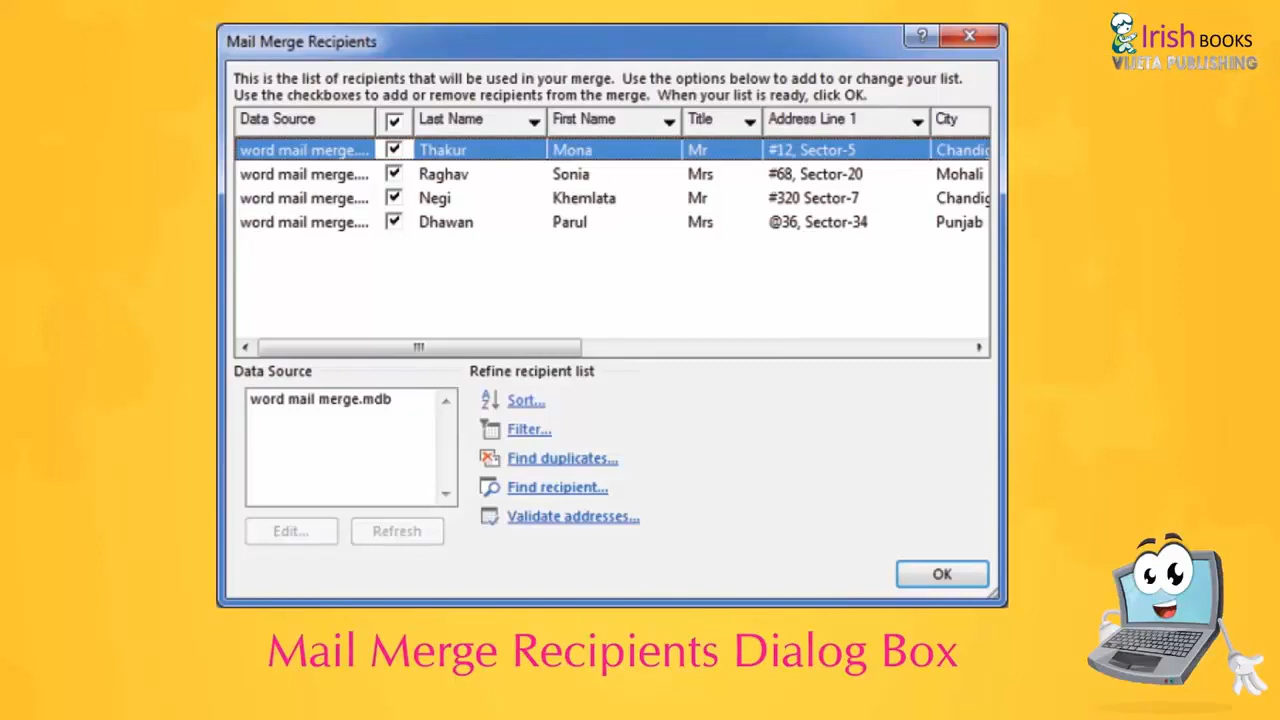 Irish BOOKS
VIJETA PUBLISHING
Mail Merge Recipients
This is the list of recipients that will be used in your merge. Use the options below to add to or change your list.
Use the checkboxes to add or remove recipients from the merge. When your list is ready, click OK.
Data Source Last Name First Name Title Address Line 1 City
word mail merge.... Thakur Mona Mr #12, Sector-5 Chandig
word mail merge.... Raghav Sonia Mrs #68, Sector-20 Mohali
word mail merge.... Negi Khemlata Mr #320 Sector-7 Chandig
word mail merge.... Dhawan Parul Mrs @36, Sector-34 Punjab
Data Source
word mail merge.mdb
Edit... Refresh
Refine recipient list
Sort...
Filter...
Find duplicates...
Find recipient...
Validate addresses...
OK
Mail Merge Recipients Dialog Box